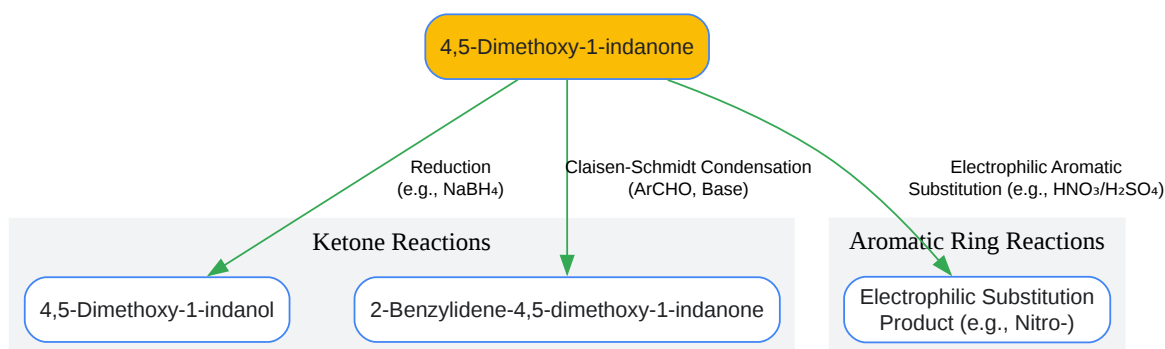 4,5-Dimethoxy-1-indanone
Reduction
(e.g., NaBH₄)
Claisen-Schmidt Condensation
(ArCHO, Base)
Electrophilic Aromatic
Substitution (e.g., HNO₃/H₂SO₄)
Ketone Reactions
Aromatic Ring Reactions
4,5-Dimethoxy-1-indanol
2-Benzylidene-4,5-dimethoxy-1-indanone
Electrophilic Substitution
Product (e.g., Nitro-)